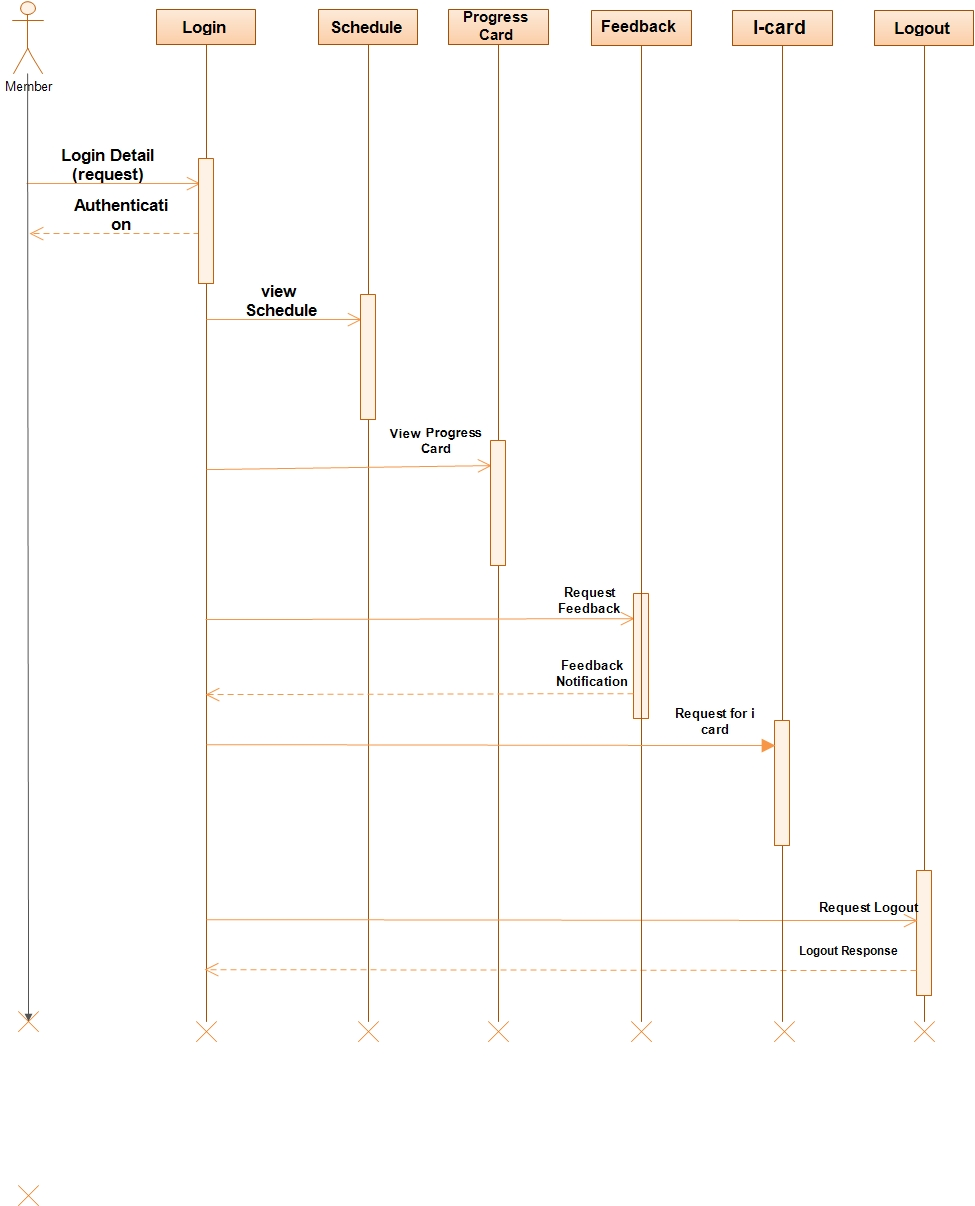 Login
Schedule
Progress
Card
Feedback
I-card
Logout
Member
Login Detail
(request)
Authenticati
on
view
Schedule
View Progress
Card
Request
Feedback
Feedback
Notification
Request for i
card
Request Logout
Logout Response